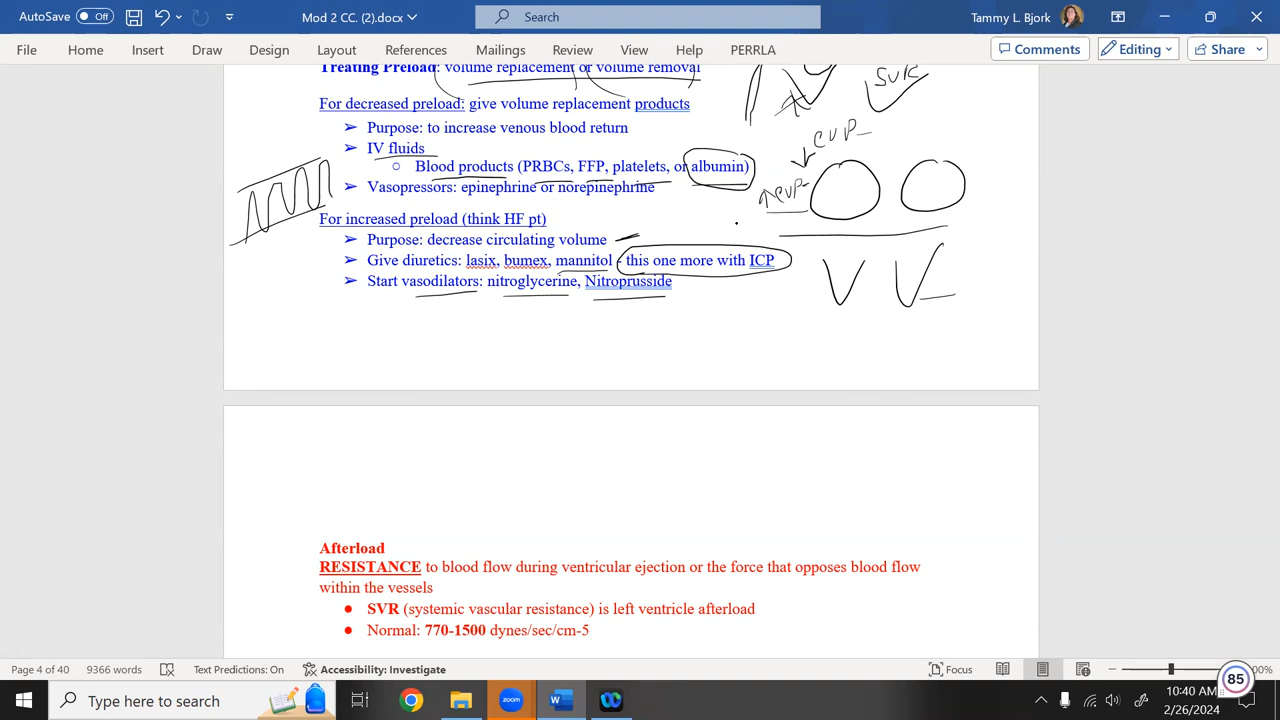 AutoSave Off Mod 2 CC. (2).docx Search Tammy L. Bjork
File Home Insert Draw Design Layout References Mailings Review View Help PERRLA Comments Editing Share
Treating Preload: volume replacement or volume removal
SVR
For decreased preload: give volume replacement products
CVP
➢ Purpose: to increase venous blood return
➢ IV fluids
○ Blood products (PRBCs, FFP, platelets, or albumin)
➢ Vasopressors: epinephrine or norepinephrine
↑CVP
For increased preload (think HF pt)
➢ Purpose: decrease circulating volume
➢ Give diuretics: lasix, bumex, mannitol - this one more with ICP
➢ Start vasodilators: nitroglycerine, Nitroprusside
Afterload
RESISTANCE to blood flow during ventricular ejection or the force that opposes blood flow
within the vessels
● SVR (systemic vascular resistance) is left ventricle afterload
● Normal: 770-1500 dynes/sec/cm-5
Page 4 of 40 9366 words Text Predictions: On Accessibility: Investigate Focus 00%
85
Type here to search zoom W 10:40 AM
2/26/2024